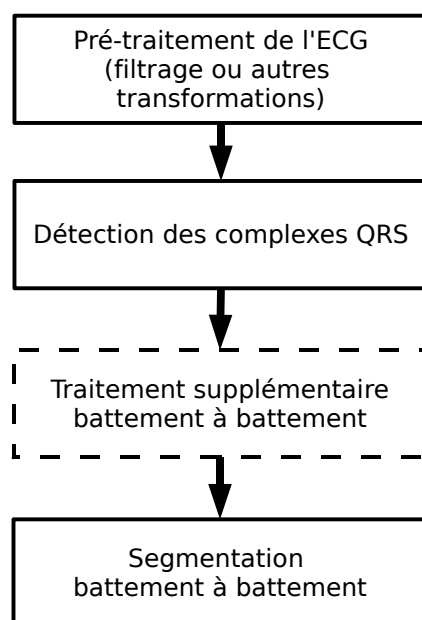 Pré-traitement de l'ECG
(filtrage ou autres
transformations)
Détection des complexes QRS
Traitement supplémentaire
battement à battement
Segmentation
battement à battement